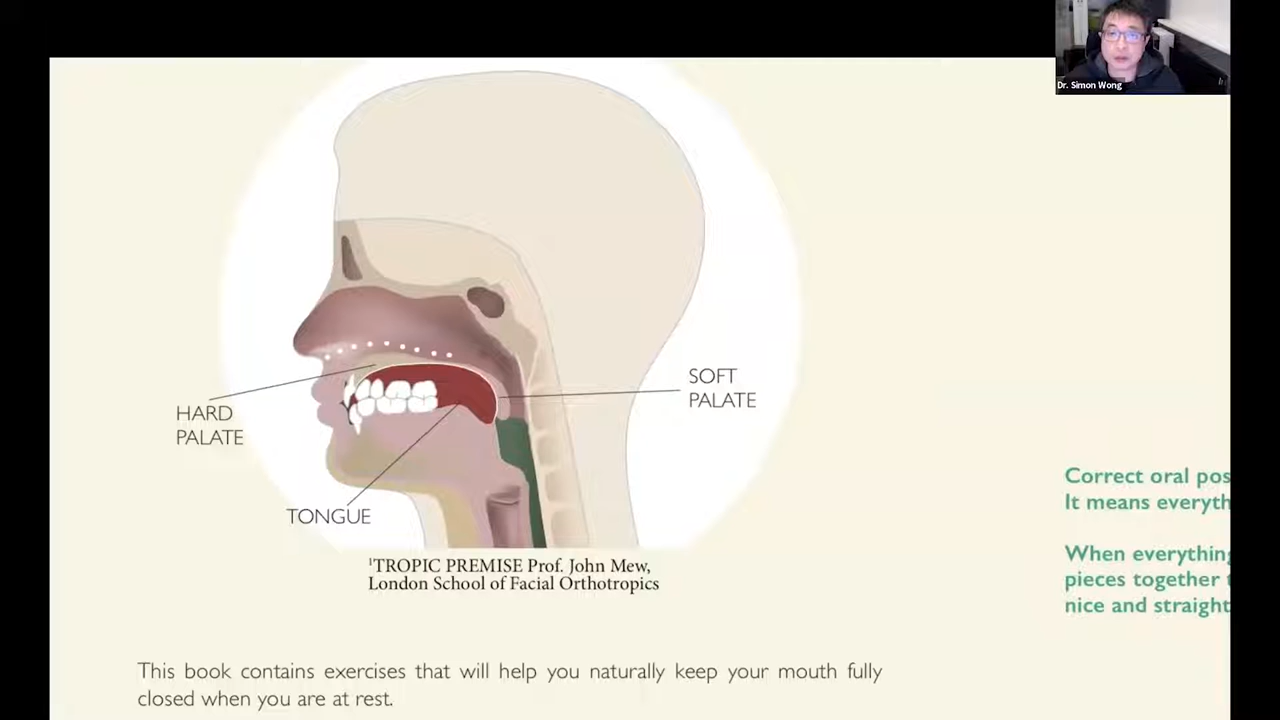 Dr. Simon Wong
HARD
PALATE
SOFT
PALATE
TONGUE
¹TROPIC PREMISE Prof. John Mew,
London School of Facial Orthotropics
This book contains exercises that will help you naturally keep your mouth fully
closed when you are at rest.
Correct oral pos
It means everyth
When everything
pieces together t
nice and straight